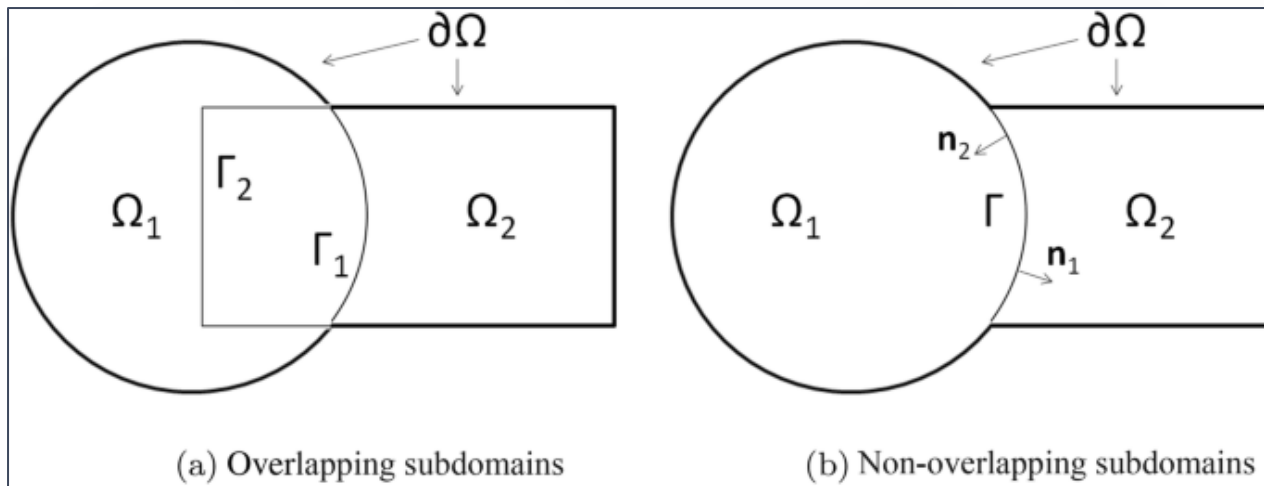 ∂Ω
Γ₂
Ω₁
Ω₂
Γ₁
(a) Overlapping subdomains
∂Ω
n₂
Ω₁
Γ
Ω₂
n₁
(b) Non-overlapping subdomains